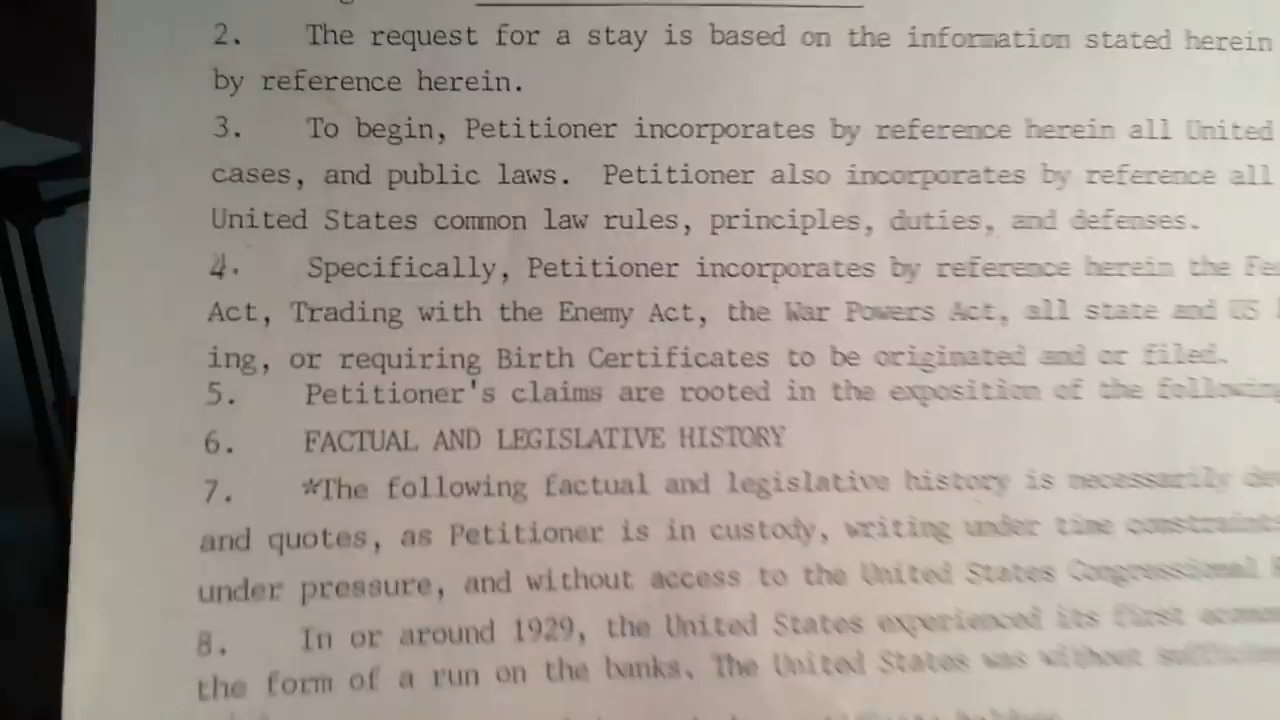 2. The request for a stay is based on the information stated herein
by reference herein.
3. To begin, Petitioner incorporates by reference herein all United
cases, and public laws. Petitioner also incorporates by reference all
United States common law rules, principles, duties, and defenses.
4. Specifically, Petitioner incorporates by reference herein the
Act, Trading with the Enemy Act, the War Powers Act, all state and US
ing, or requiring Birth Certificates to be originated and or filed.
5. Petitioner's claims are rooted in the exposition of the following
6. FACTUAL AND LEGISLATIVE HISTORY
7. *The following factual and legislative history is necessarily
and quotes, as Petitioner is in custody, writing under time constraints
under pressure, and without access to the United States Congressional
8. In or around 1929, the United States experienced its first
the form of a run on the banks. The United States was without